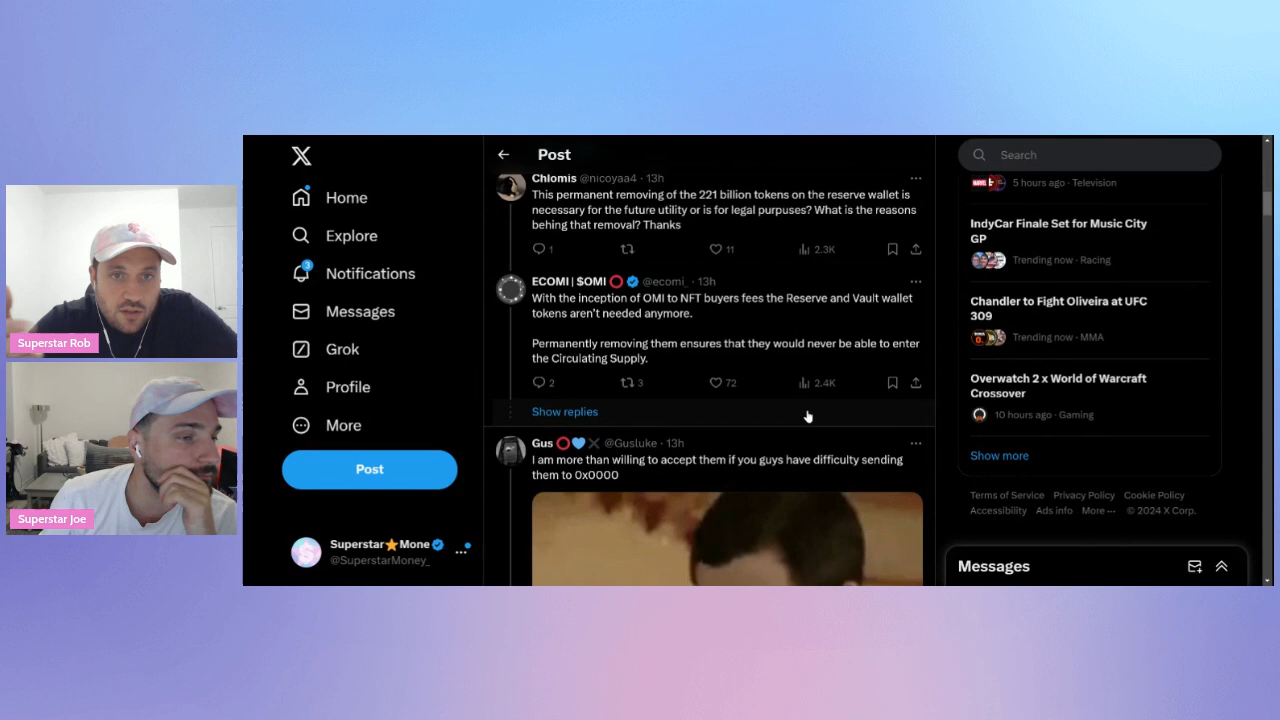 Superstar Rob
Superstar Joe
Home
Explore
3
Notifications
Messages
Grok
Profile
More
Post
Superstar⭐Mone
@SuperstarMoney_
Post
Chlomis @nicoyaa4 · 13h
This permanent removing of the 221 billion tokens on the reserve wallet is
necessary for the future utility or is for legal purpuses? What is the reasons
behing that removal? Thanks
1
11
2.3K
ECOMI | $OMI ⭕ @ecomi_ · 13h
With the inception of OMI to NFT buyers fees the Reserve and Vault wallet
tokens aren't needed anymore.
Permanently removing them ensures that they would never be able to enter
the Circulating Supply.
2
3
72
2.4K
Show replies
Gus ⭕💙 @Gusluke · 13h
I am more than willing to accept them if you guys have difficulty sending
them to 0x0000
Search
5 hours ago · Television
IndyCar Finale Set for Music City
GP
Trending now · Racing
Chandler to Fight Oliveira at UFC
309
Trending now · MMA
Overwatch 2 x World of Warcraft
Crossover
10 hours ago · Gaming
Show more
Terms of Service Privacy Policy Cookie Policy
Accessibility Ads info More ··· © 2024 X Corp.
Messages